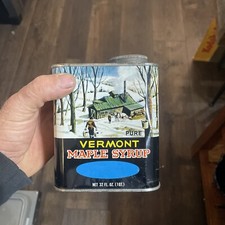 PURE
VERMONT
MAPLE SYRUP
NET 32 FL. OZ (1QT.)